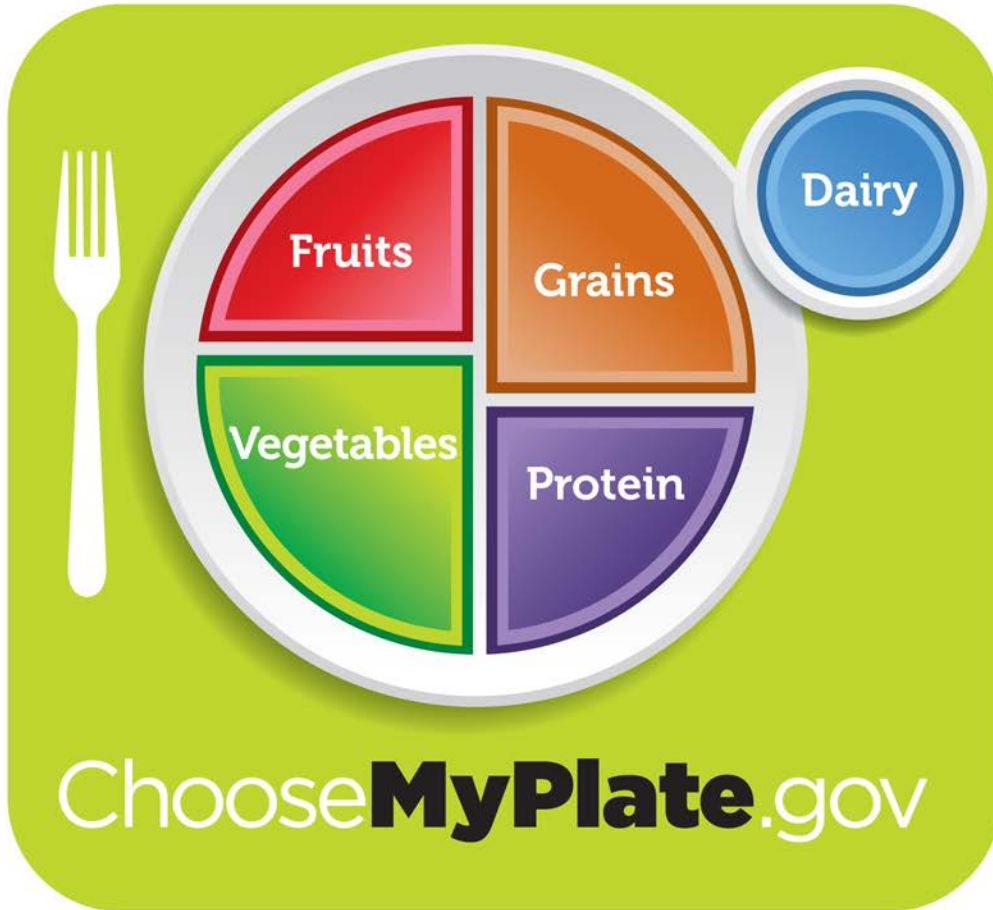 Dairy
Fruits
Grains
Vegetables
Protein
ChooseMyPlate.gov